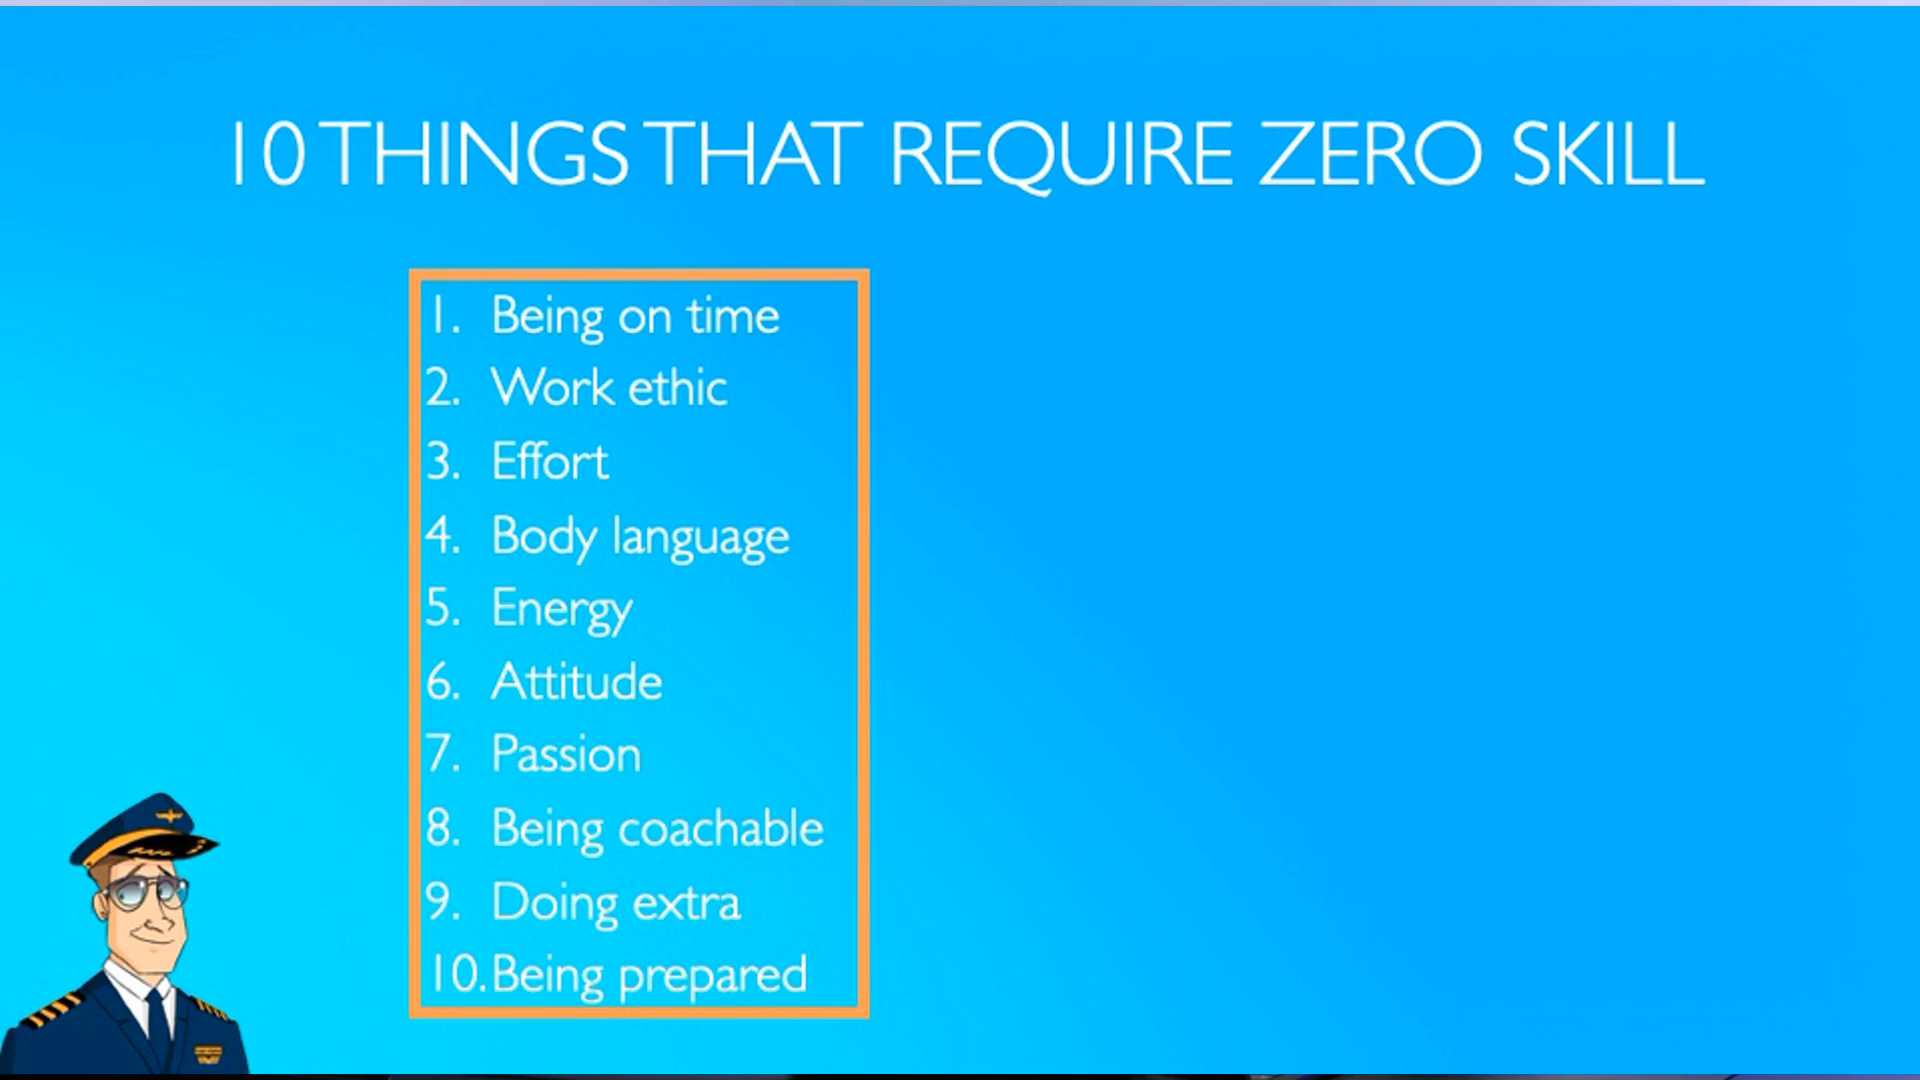 10 THINGS THAT REQUIRE ZERO SKILL
1. Being on time
2. Work ethic
3. Effort
4. Body language
5. Energy
6. Attitude
7. Passion
8. Being coachable
9. Doing extra
10. Being prepared